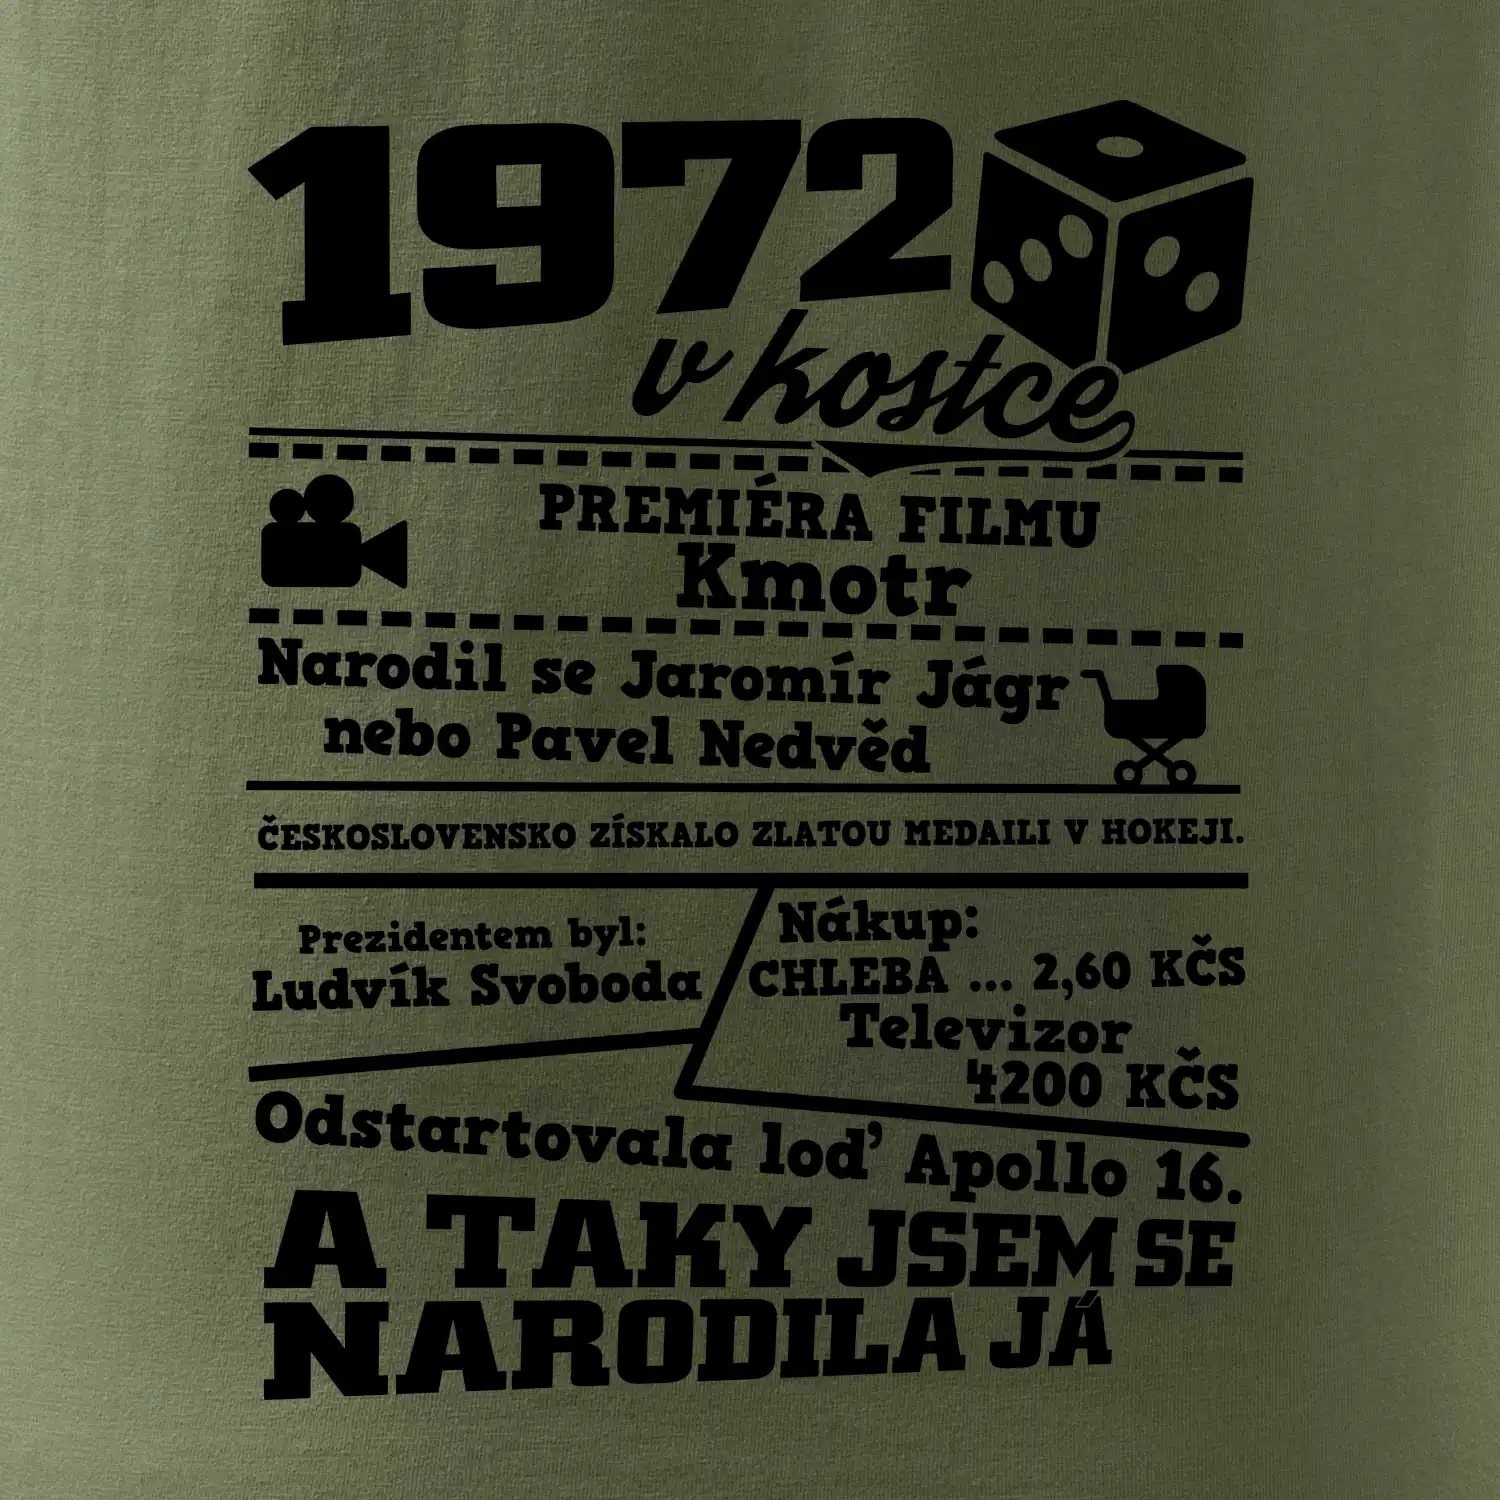 1972
v kostce
PREMIÉRA FILMU
Kmotr
Narodil se Jaromír Jágr
nebo Pavel Nedvěd
ČESKOSLOVENSKO ZÍSKALO ZLATOU MEDAILI V HOKEJI.
Prezidentem byl:
Ludvík Svoboda
Nákup:
CHLEBA ... 2,60 KČS
Televizor
4200 KČS
Odstartovala loď Apollo 16.
A TAKY JSEM SE
NARODILA JÁ